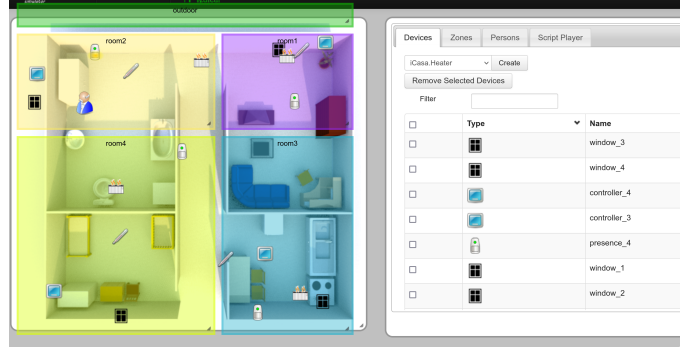 simulator
outdoor
room2
room1
room4
room3
Devices
Zones
Persons
Script Player
iCasa.Heater
Create
Remove Selected Devices
Filter
Type
Name
window_3
window_4
controller_4
controller_3
presence_4
window_1
window_2